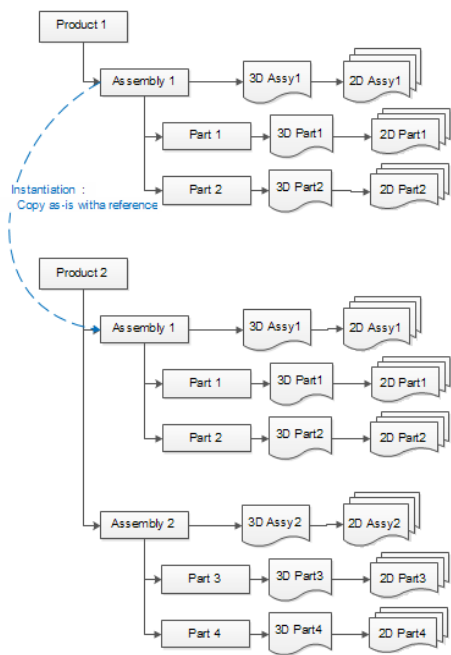 Product 1
Assembly 1 3D Assy1 2D Assy1
Part 1 3D Part1 2D Part1
Part 2 3D Part2 2D Part2
Instantiation :
Copy as-is witha reference
Product 2
Assembly 1 3D Assy1 2D Assy1
Part 1 3D Part1 2D Part1
Part 2 3D Part2 2D Part2
Assembly 2 3D Assy2 2D Assy2
Part 3 3D Part3 2D Part3
Part 4 3D Part4 2D Part4